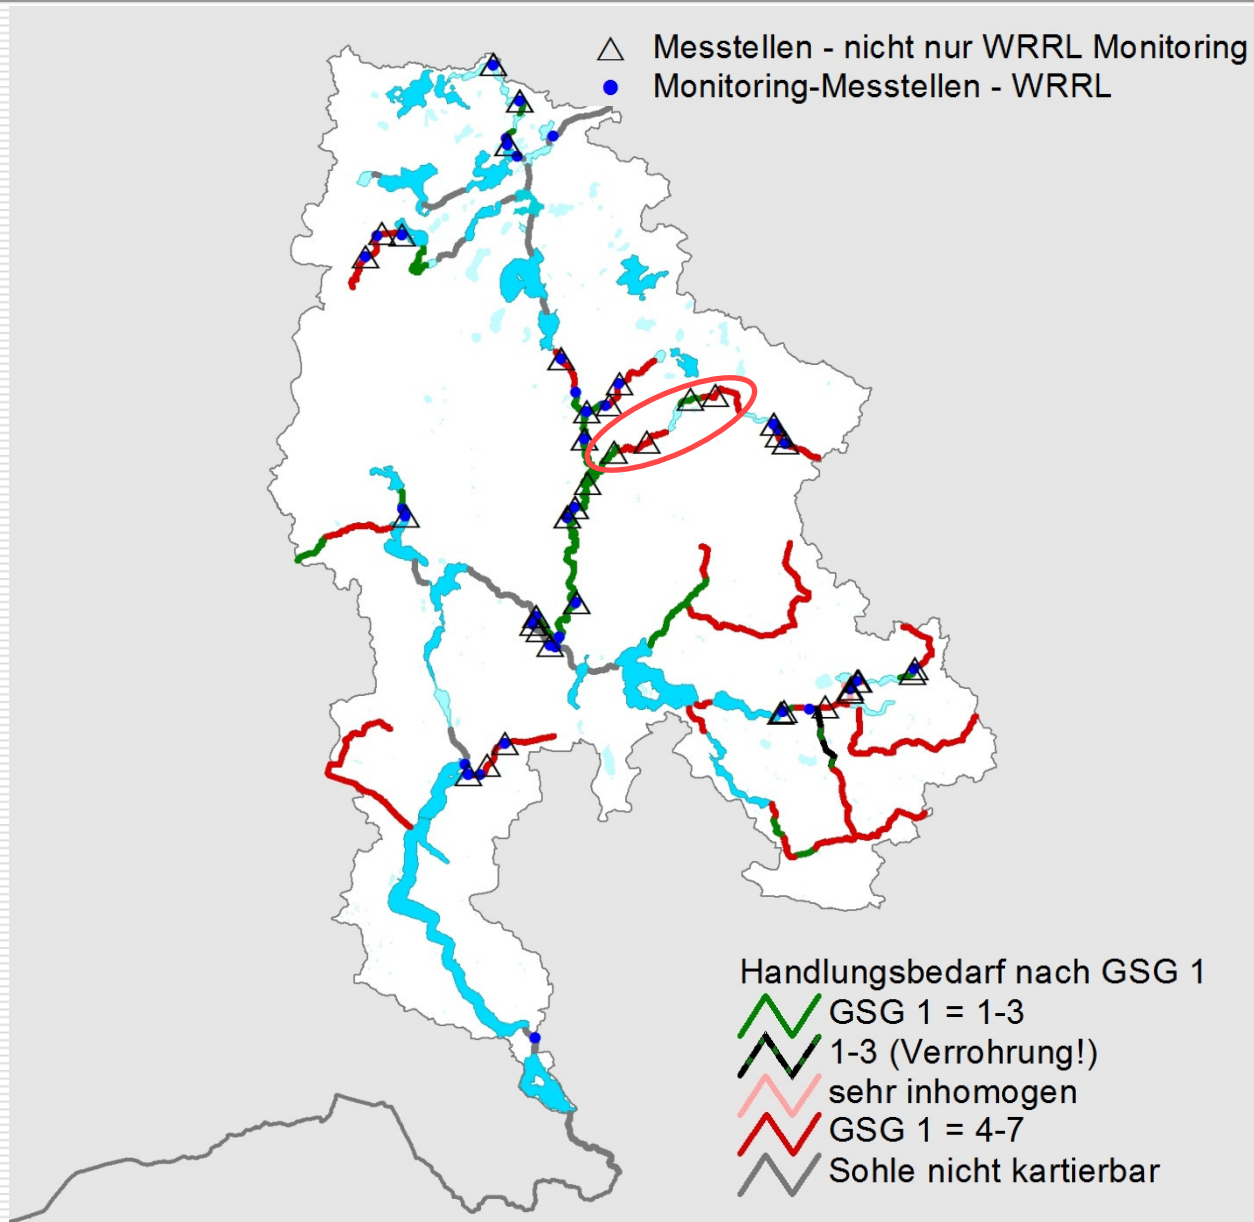 Messtellen - nicht nur WRRL Monitoring
Monitoring-Messtellen - WRRL
Handlungsbedarf nach GSG 1
GSG 1 = 1-3
1-3 (Verrohrung!)
sehr inhomogen
GSG 1 = 4-7
Sohle nicht kartierbar